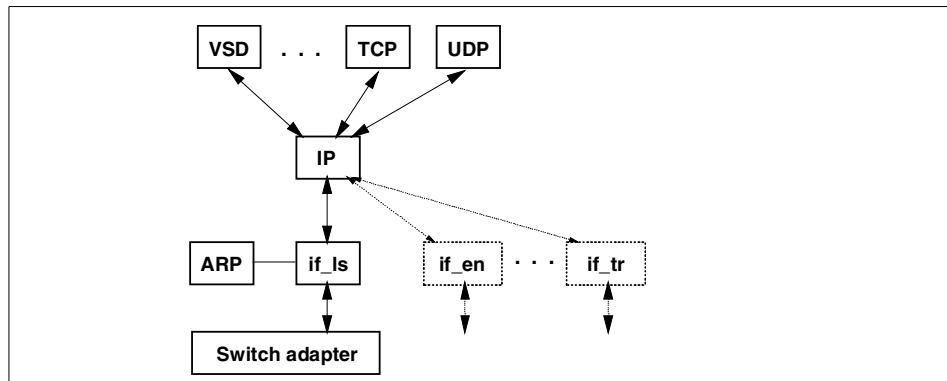 VSD . . . TCP UDP
IP
ARP if_ls if_en . . . if_tr
Switch adapter